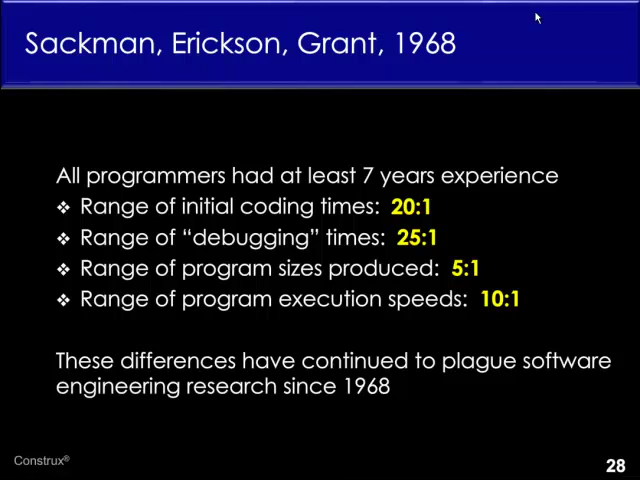 Sackman, Erickson, Grant, 1968
All programmers had at least 7 years experience
❖ Range of initial coding times: 20:1
❖ Range of “debugging” times: 25:1
❖ Range of program sizes produced: 5:1
❖ Range of program execution speeds: 10:1
These differences have continued to plague software
engineering research since 1968
Construx®
28